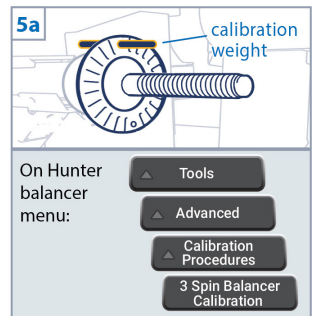 5a
calibration
weight
On Hunter
balancer
menu:
Tools
Advanced
Calibration
Procedures
3 Spin Balancer
Calibration